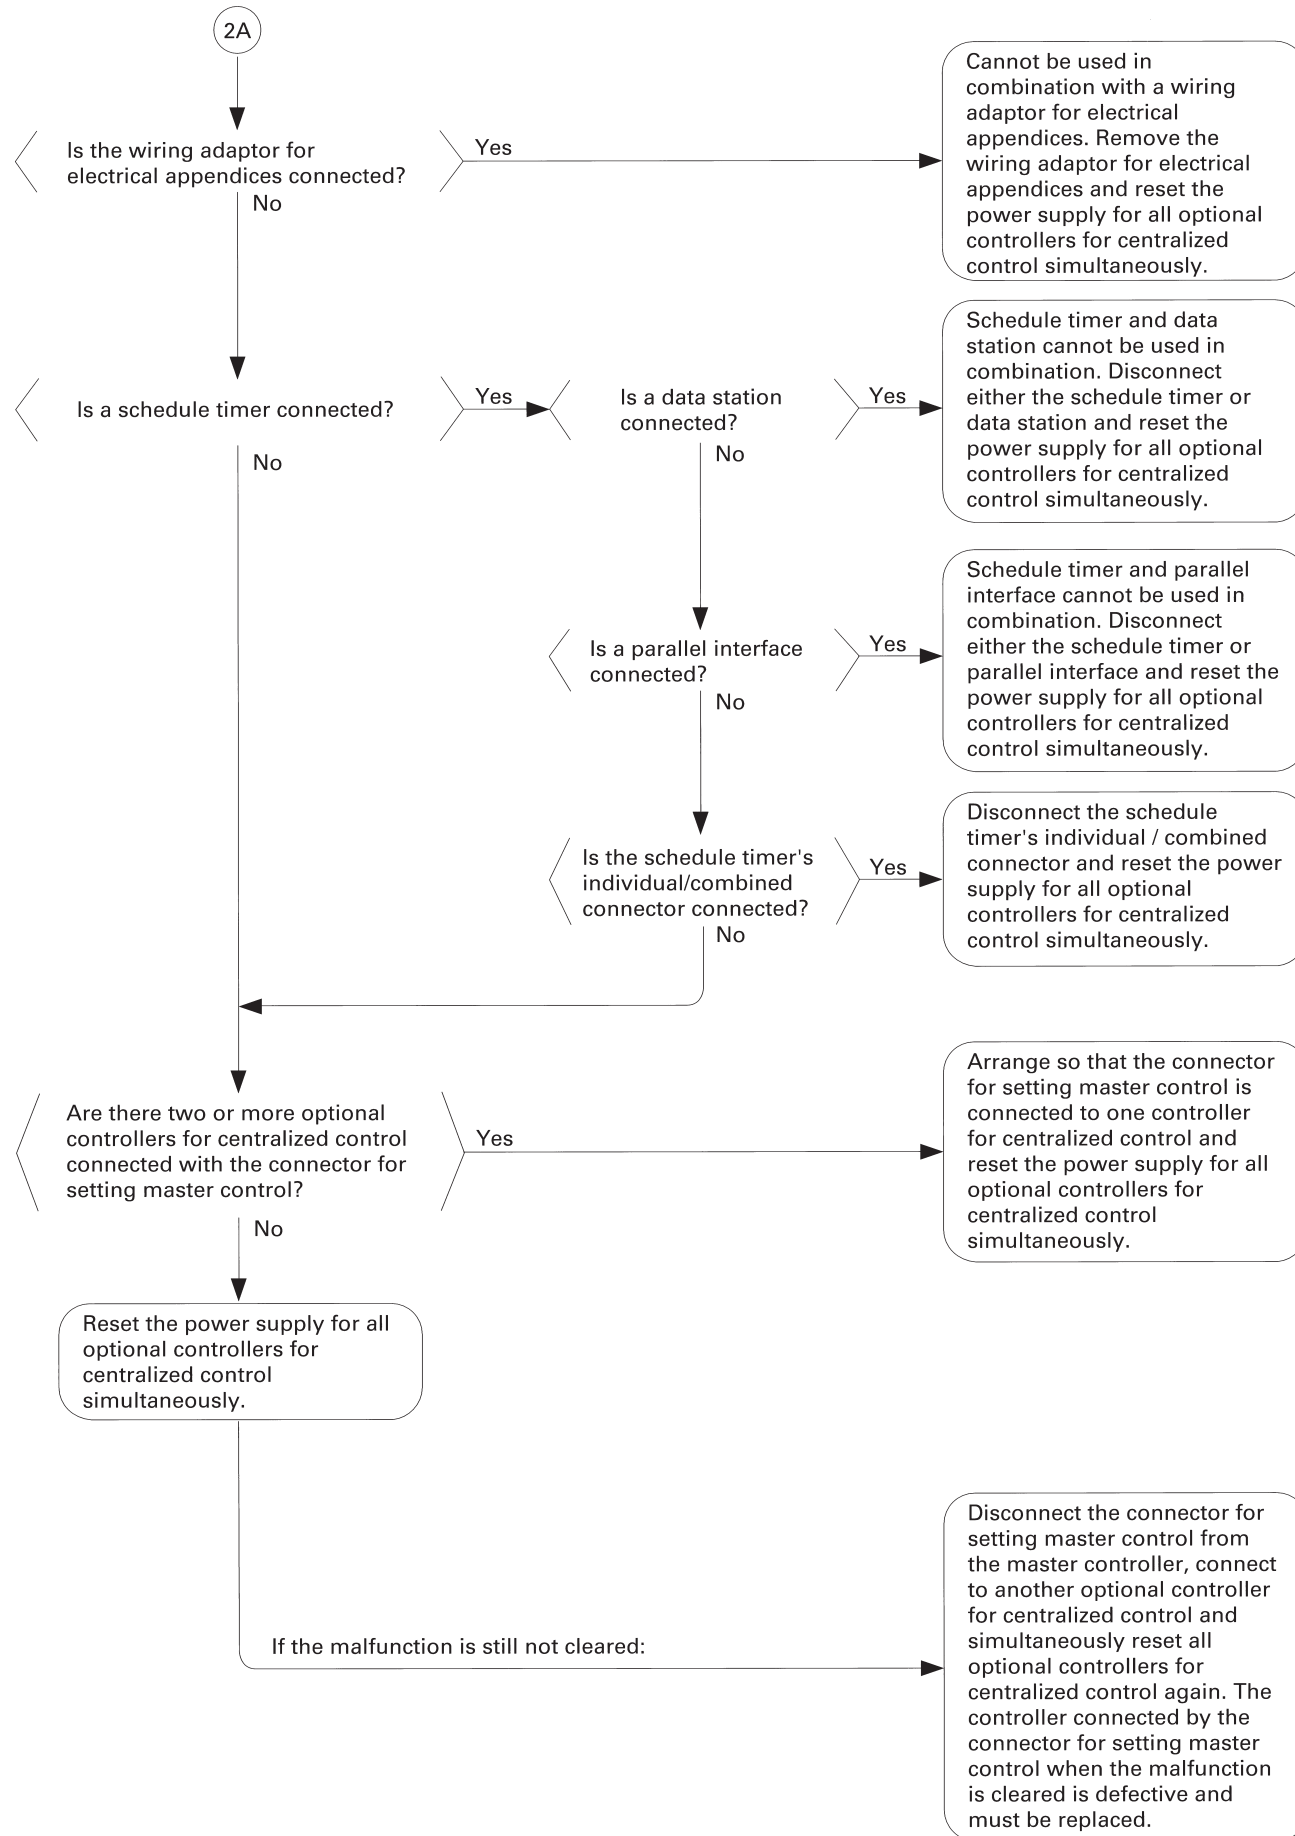 2A
Cannot be used in
combination with a wiring
adaptor for electrical
appendices. Remove the
wiring adaptor for electrical
appendices and reset the
power supply for all optional
controllers for centralized
control simultaneously.
Is the wiring adaptor for
electrical appendices connected?
Yes
No
Is a schedule timer connected?
Yes
No
Is a data station
connected?
Yes
No
Schedule timer and data
station cannot be used in
combination. Disconnect
either the schedule timer or
data station and reset the
power supply for all optional
controllers for centralized
control simultaneously.
Is a parallel interface
connected?
Yes
No
Schedule timer and parallel
interface cannot be used in
combination. Disconnect
either the schedule timer or
parallel interface and reset the
power supply for all optional
controllers for centralized
control simultaneously.
Is the schedule timer's
individual/combined
connector connected?
Yes
No
Disconnect the schedule
timer's individual / combined
connector and reset the power
supply for all optional
controllers for centralized
control simultaneously.
Are there two or more optional
controllers for centralized control
connected with the connector for
setting master control?
Yes
No
Arrange so that the connector
for setting master control is
connected to one controller
for centralized control and
reset the power supply for all
optional controllers for
centralized control
simultaneously.
Reset the power supply for all
optional controllers for
centralized control
simultaneously.
If the malfunction is still not cleared:
Disconnect the connector for
setting master control from
the master controller, connect
to another optional controller
for centralized control and
simultaneously reset all
optional controllers for
centralized control again. The
controller connected by the
connector for setting master
control when the malfunction
is cleared is defective and
must be replaced.